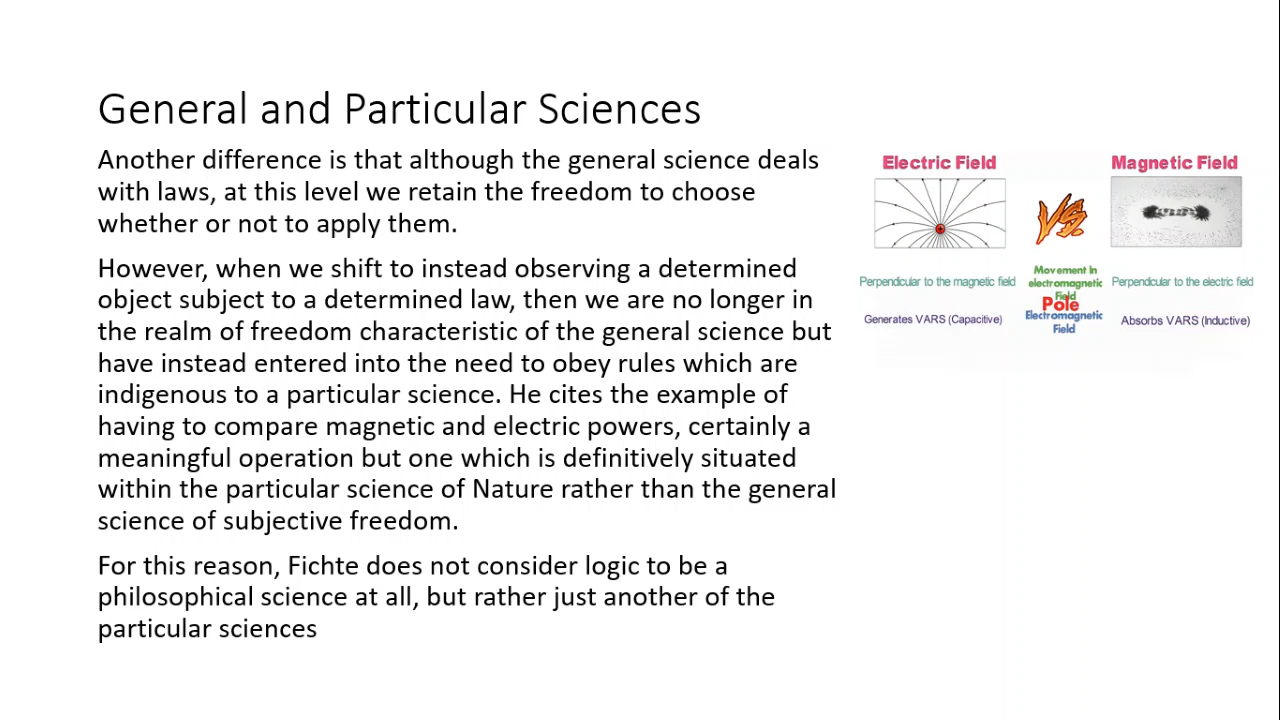 General and Particular Sciences
Another difference is that although the general science deals
with laws, at this level we retain the freedom to choose
whether or not to apply them.
However, when we shift to instead observing a determined
object subject to a determined law, then we are no longer in
the realm of freedom characteristic of the general science but
have instead entered into the need to obey rules which are
indigenous to a particular science. He cites the example of
having to compare magnetic and electric powers, certainly a
meaningful operation but one which is definitively situated
within the particular science of Nature rather than the general
science of subjective freedom.
For this reason, Fichte does not consider logic to be a
philosophical science at all, but rather just another of the
particular sciences
Electric Field
VS.
Magnetic Field
Perpendicular to the magnetic field
Movement in
electromagnetic
Field
Perpendicular to the electric field
Generates VARS (Capacitive)
Pole
Electromagnetic
Field
Absorbs VARS (Inductive)